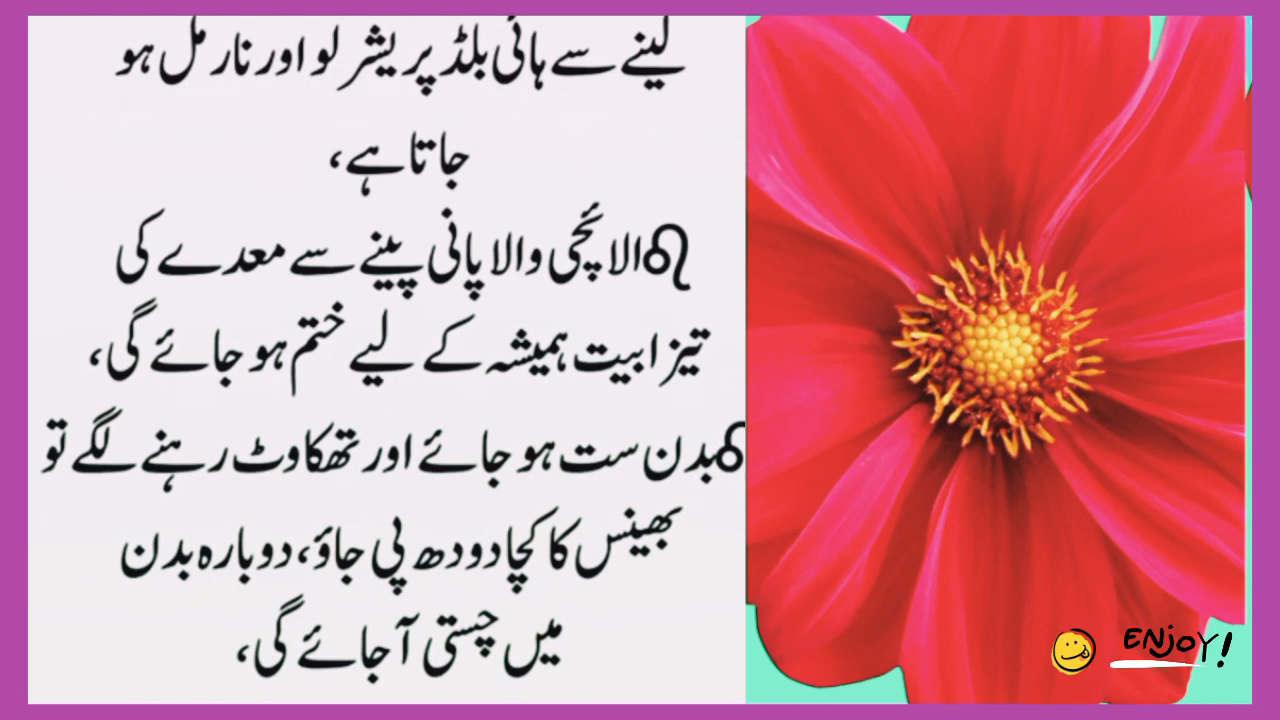 لینے سے ہائی بلڈ پریشر لو اور نارمل ہو
جاتا ہے،
♌الائچی والا پانی پینے سے معدے کی
تیزابیت ہمیشہ کے لیے ختم ہو جائے گی،
بدن ست ہو جائے اور تھکاوٹ رہنے لگے تو
بھینس کا کچا دودھ پی جاؤ، دوبارہ بدن
میں چستی آ جائے گی،
ENJOY!